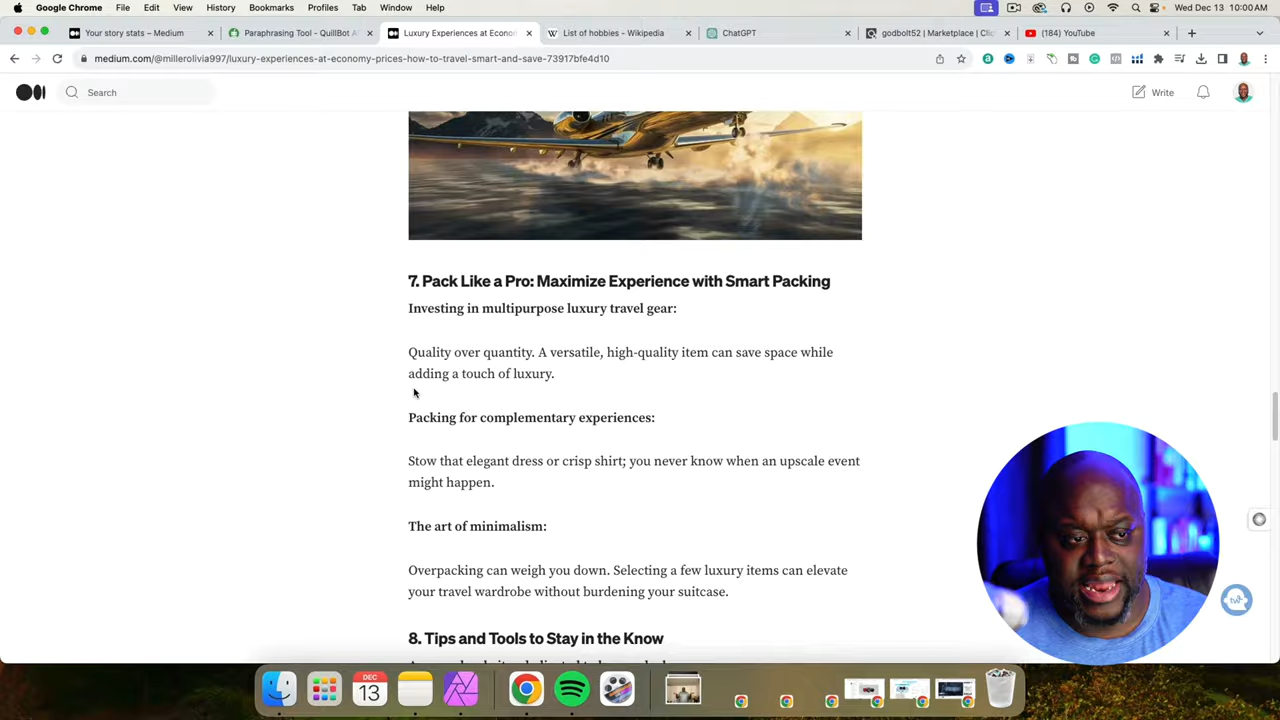 Google Chrome File Edit View History Bookmarks Profiles Tab Window Help Wed Dec 13 10:00 AM
Your story stats – Medium Paraphrasing Tool - QuillBot A Luxury Experiences at Econom List of hobbies - Wikipedia ChatGPT godbolt52 | Marketplace | Clic (184) YouTube
medium.com/@millerolivia997/luxury-experiences-at-economy-prices-how-to-travel-smart-and-save-73917bfe4d10
Search Write
7. Pack Like a Pro: Maximize Experience with Smart Packing
Investing in multipurpose luxury travel gear:
Quality over quantity. A versatile, high-quality item can save space while
adding a touch of luxury.
Packing for complementary experiences:
Stow that elegant dress or crisp shirt; you never know when an upscale event
might happen.
The art of minimalism:
Overpacking can weigh you down. Selecting a few luxury items can elevate
your travel wardrobe without burdening your suitcase.
8. Tips and Tools to Stay in the Know
DEC
13